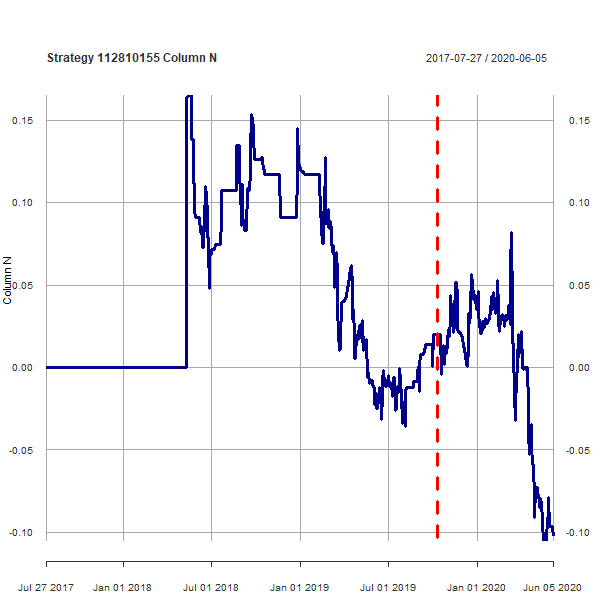 Strategy 112810155 Column N
2017-07-27 / 2020-06-05
Column N
0.15
0.10
0.05
0.00
-0.05
-0.10
0.15
0.10
0.05
0.00
-0.05
-0.10
Jul 27 2017
Jan 01 2018
Jul 01 2018
Jan 01 2019
Jul 01 2019
Jan 01 2020
Jun 05 2020